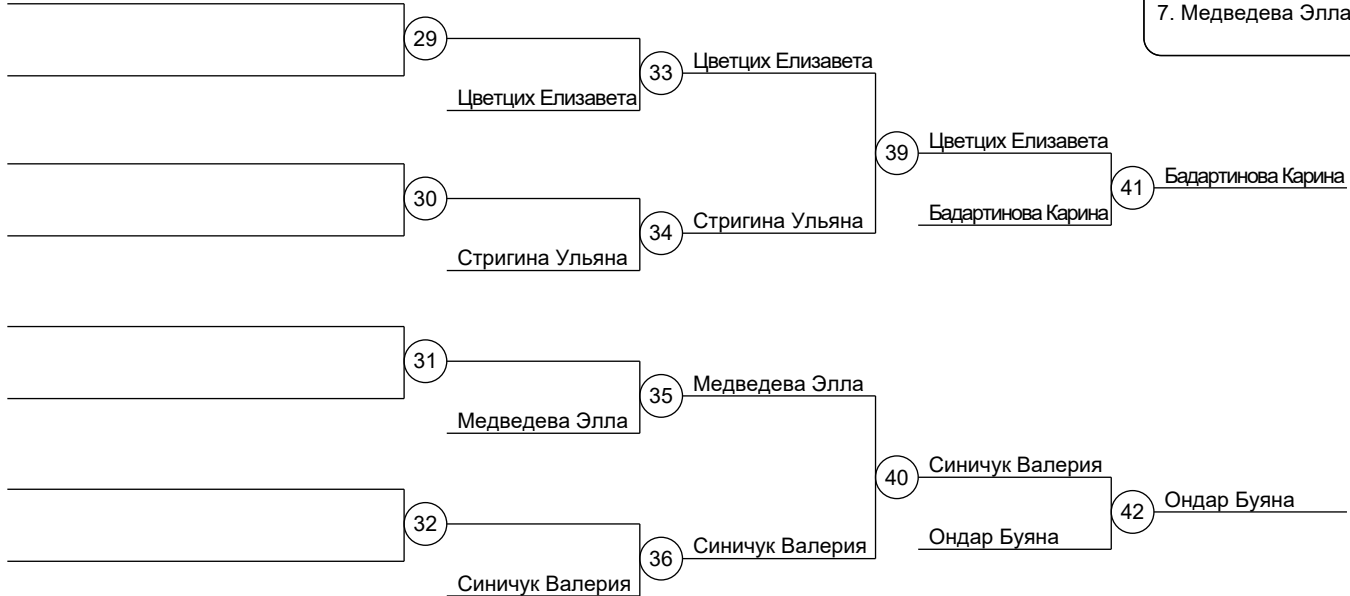 7. Медведева Элла
29
33
Цветцих Елизавета
Цветцих Елизавета
39
Цветцих Елизавета
41
Бадартинова Карина
30
34
Стригина Ульяна
Бадартинова Карина
Стригина Ульяна
31
35
Медведева Элла
Медведева Элла
40
Синичук Валерия
42
Ондар Буяна
32
36
Синичук Валерия
Ондар Буяна
Синичук Валерия